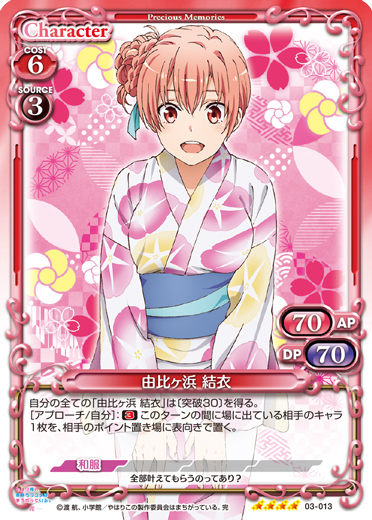 Precious Memories
Character
COST
6
SOURCE
3
70 AP
DP 70
由比ヶ浜 結衣
自分の全ての「由比ヶ浜 結衣」は［突破30］を得る。
［アプローチ/自分］：3 このターンの間に場に出ている相手のキャラ
1枚を、相手のポイント置き場に表向きで置く。
和服
全部叶えてもらうのってあり?
©渡 航、小学館／やはりこの製作委員会はまちがっている。完
03-013